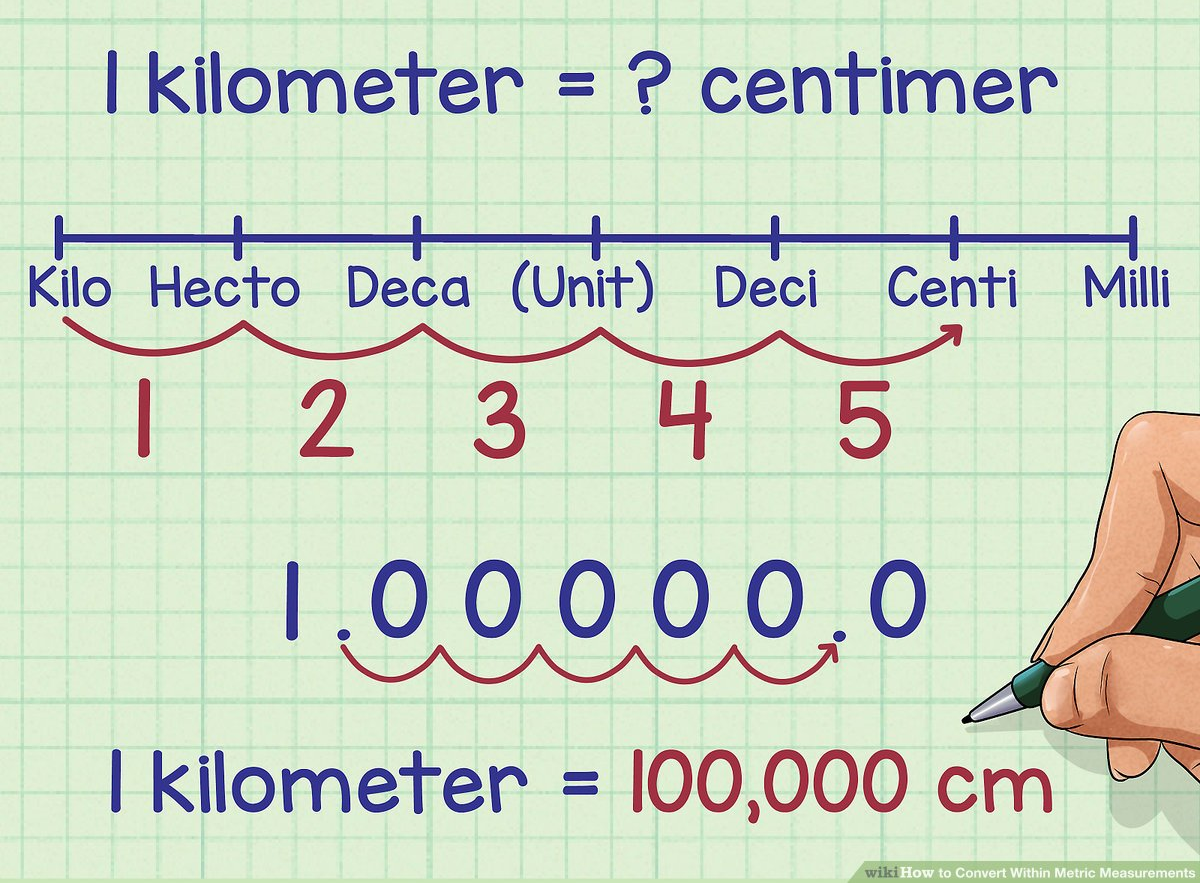 1 kilometer = ? centimer
Kilo Hecto Deca (Unit) Deci Centi Milli
1 2 3 4 5
1.00000.0
1 kilometer = 100,000 cm
wikiHow to Convert Within Metric Measurements